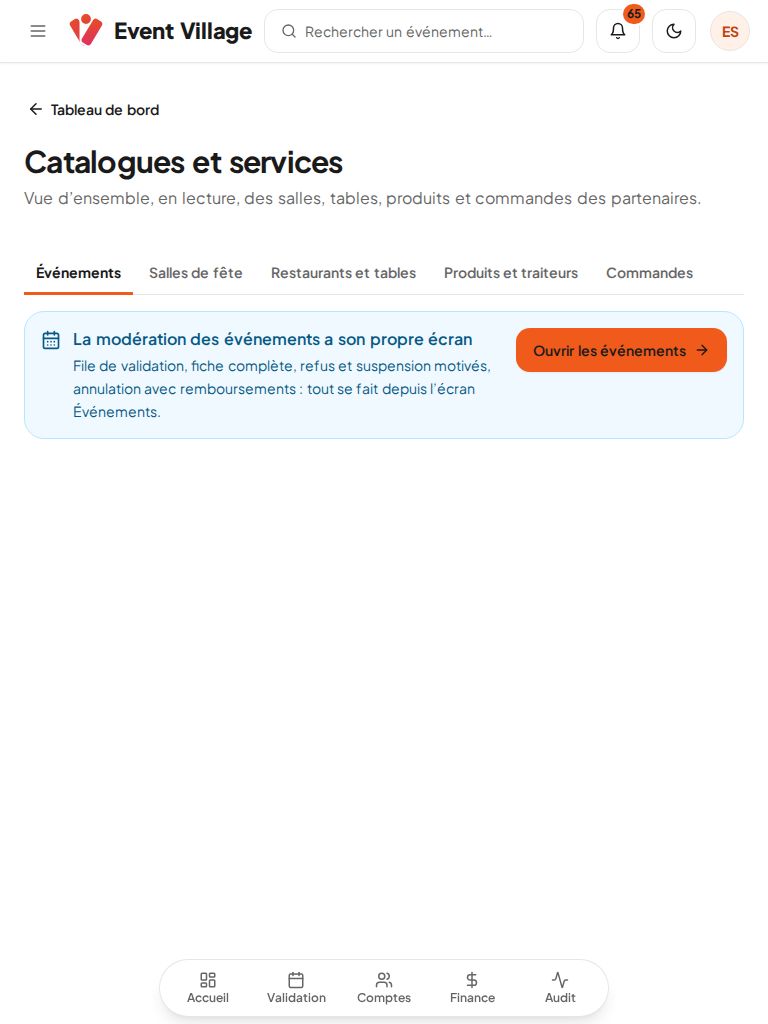 Event Village
Rechercher un événement…
65
ES
Tableau de bord
Catalogues et services
Vue d’ensemble, en lecture, des salles, tables, produits et commandes des partenaires.
Événements
Salles de fête
Restaurants et tables
Produits et traiteurs
Commandes
La modération des événements a son propre écran
File de validation, fiche complète, refus et suspension motivés,
annulation avec remboursements : tout se fait depuis l’écran
Événements.
Ouvrir les événements
Accueil
Validation
Comptes
Finance
Audit